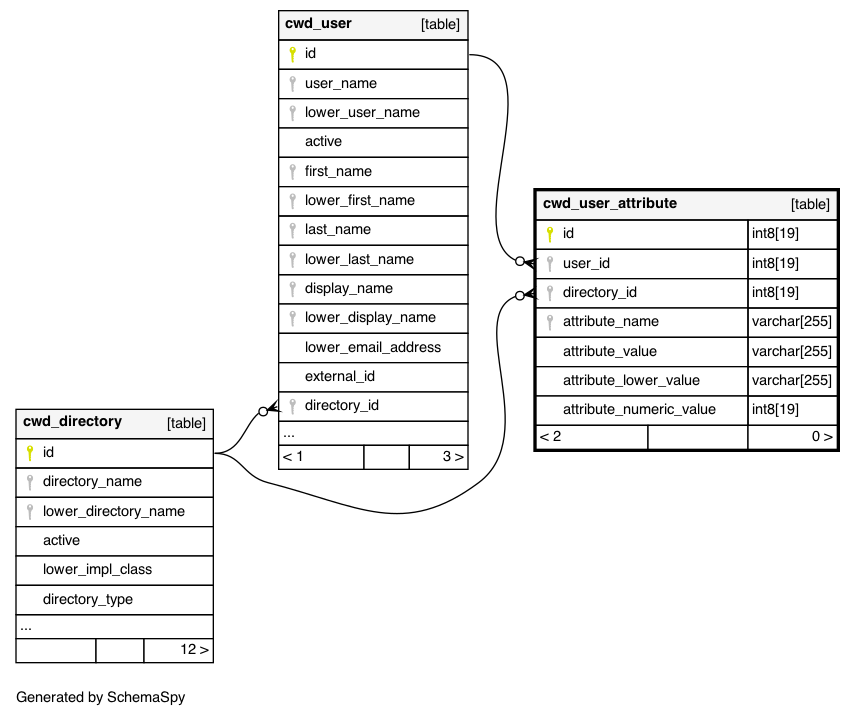 cwd_user [table]
id
user_name
lower_user_name
active
first_name
lower_first_name
last_name
lower_last_name
display_name
lower_display_name
lower_email_address
external_id
directory_id
...
< 1 3 >
cwd_user_attribute [table]
id int8[19]
user_id int8[19]
directory_id int8[19]
attribute_name varchar[255]
attribute_value varchar[255]
attribute_lower_value varchar[255]
attribute_numeric_value int8[19]
< 2 0 >
cwd_directory [table]
id
directory_name
lower_directory_name
active
lower_impl_class
directory_type
...
12 >
Generated by SchemaSpy